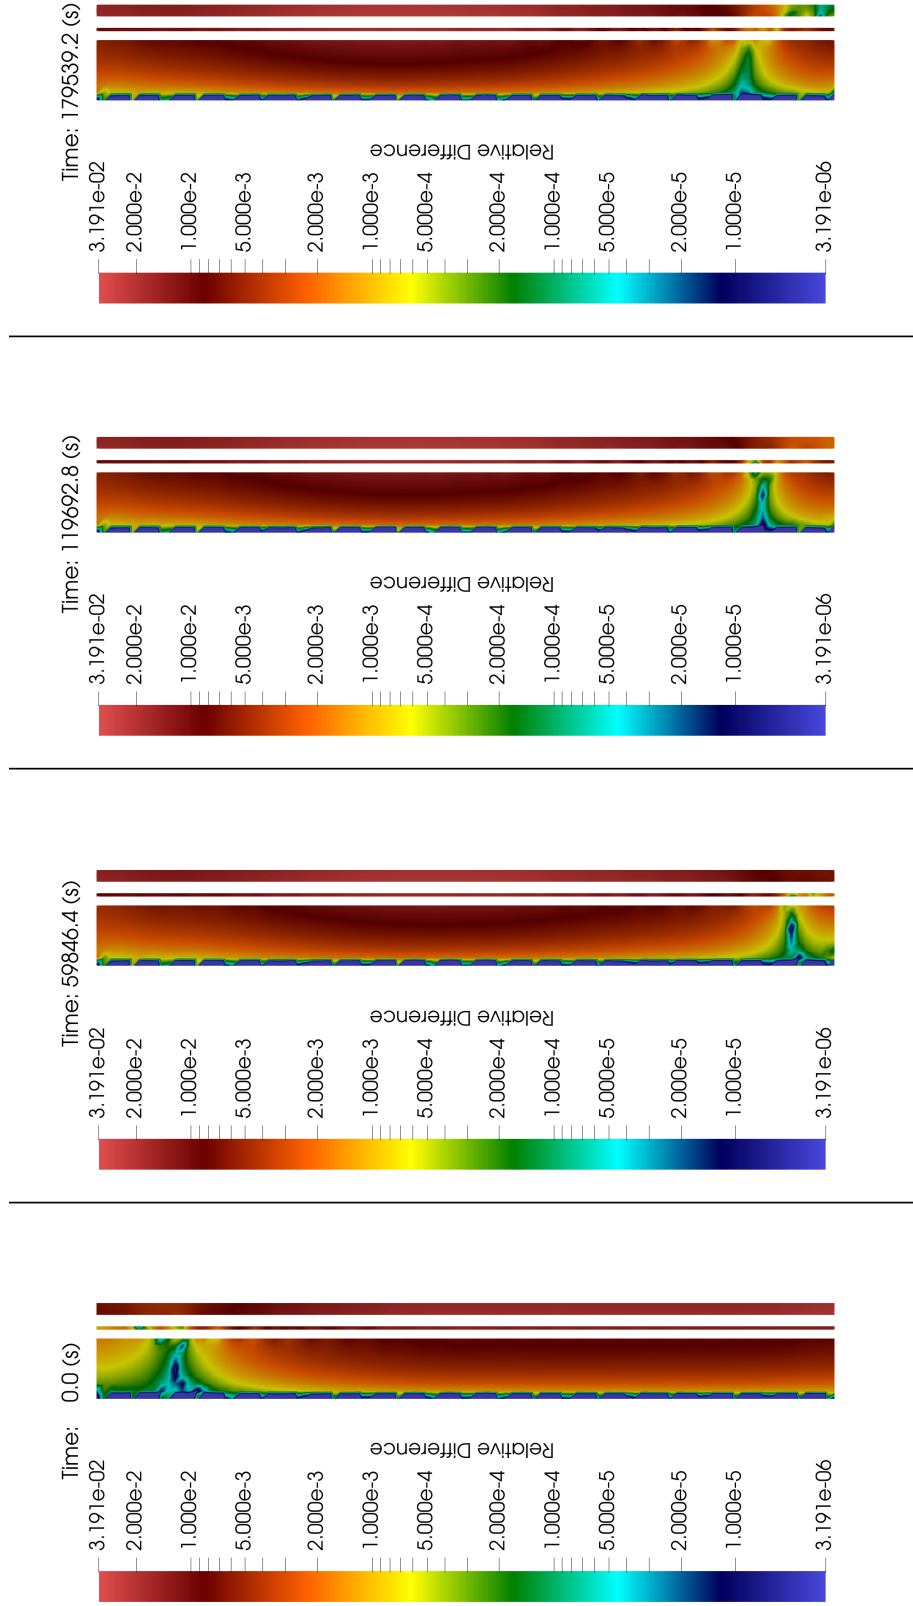 Time: 0.0 (s)
3.191e-02
2.000e-2
1.000e-2
5.000e-3
2.000e-3
1.000e-3
5.000e-4
2.000e-4
1.000e-4
5.000e-5
2.000e-5
1.000e-5
3.191e-06
Relative Difference
Time: 59846.4 (s)
3.191e-02
2.000e-2
1.000e-2
5.000e-3
2.000e-3
1.000e-3
5.000e-4
2.000e-4
1.000e-4
5.000e-5
2.000e-5
1.000e-5
3.191e-06
Relative Difference
Time: 119692.8 (s)
3.191e-02
2.000e-2
1.000e-2
5.000e-3
2.000e-3
1.000e-3
5.000e-4
2.000e-4
1.000e-4
5.000e-5
2.000e-5
1.000e-5
3.191e-06
Relative Difference
Time: 179539.2 (s)
3.191e-02
2.000e-2
1.000e-2
5.000e-3
2.000e-3
1.000e-3
5.000e-4
2.000e-4
1.000e-4
5.000e-5
2.000e-5
1.000e-5
3.191e-06
Relative Difference